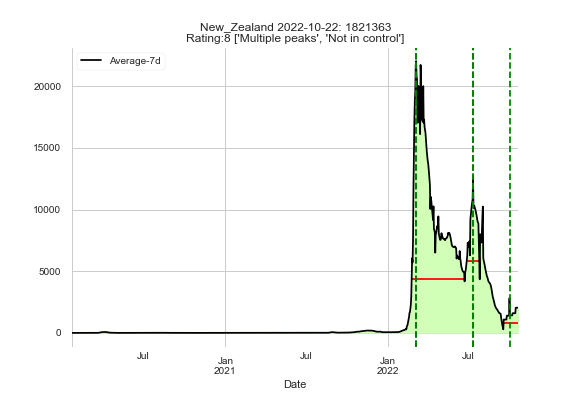 New_Zealand 2022-10-22: 1821363
Rating:8 ['Multiple peaks', 'Not in control']
Average-7d
20000
15000
10000
5000
0
Jul
Jan
2021
Jul
Jan
2022
Jul
Date